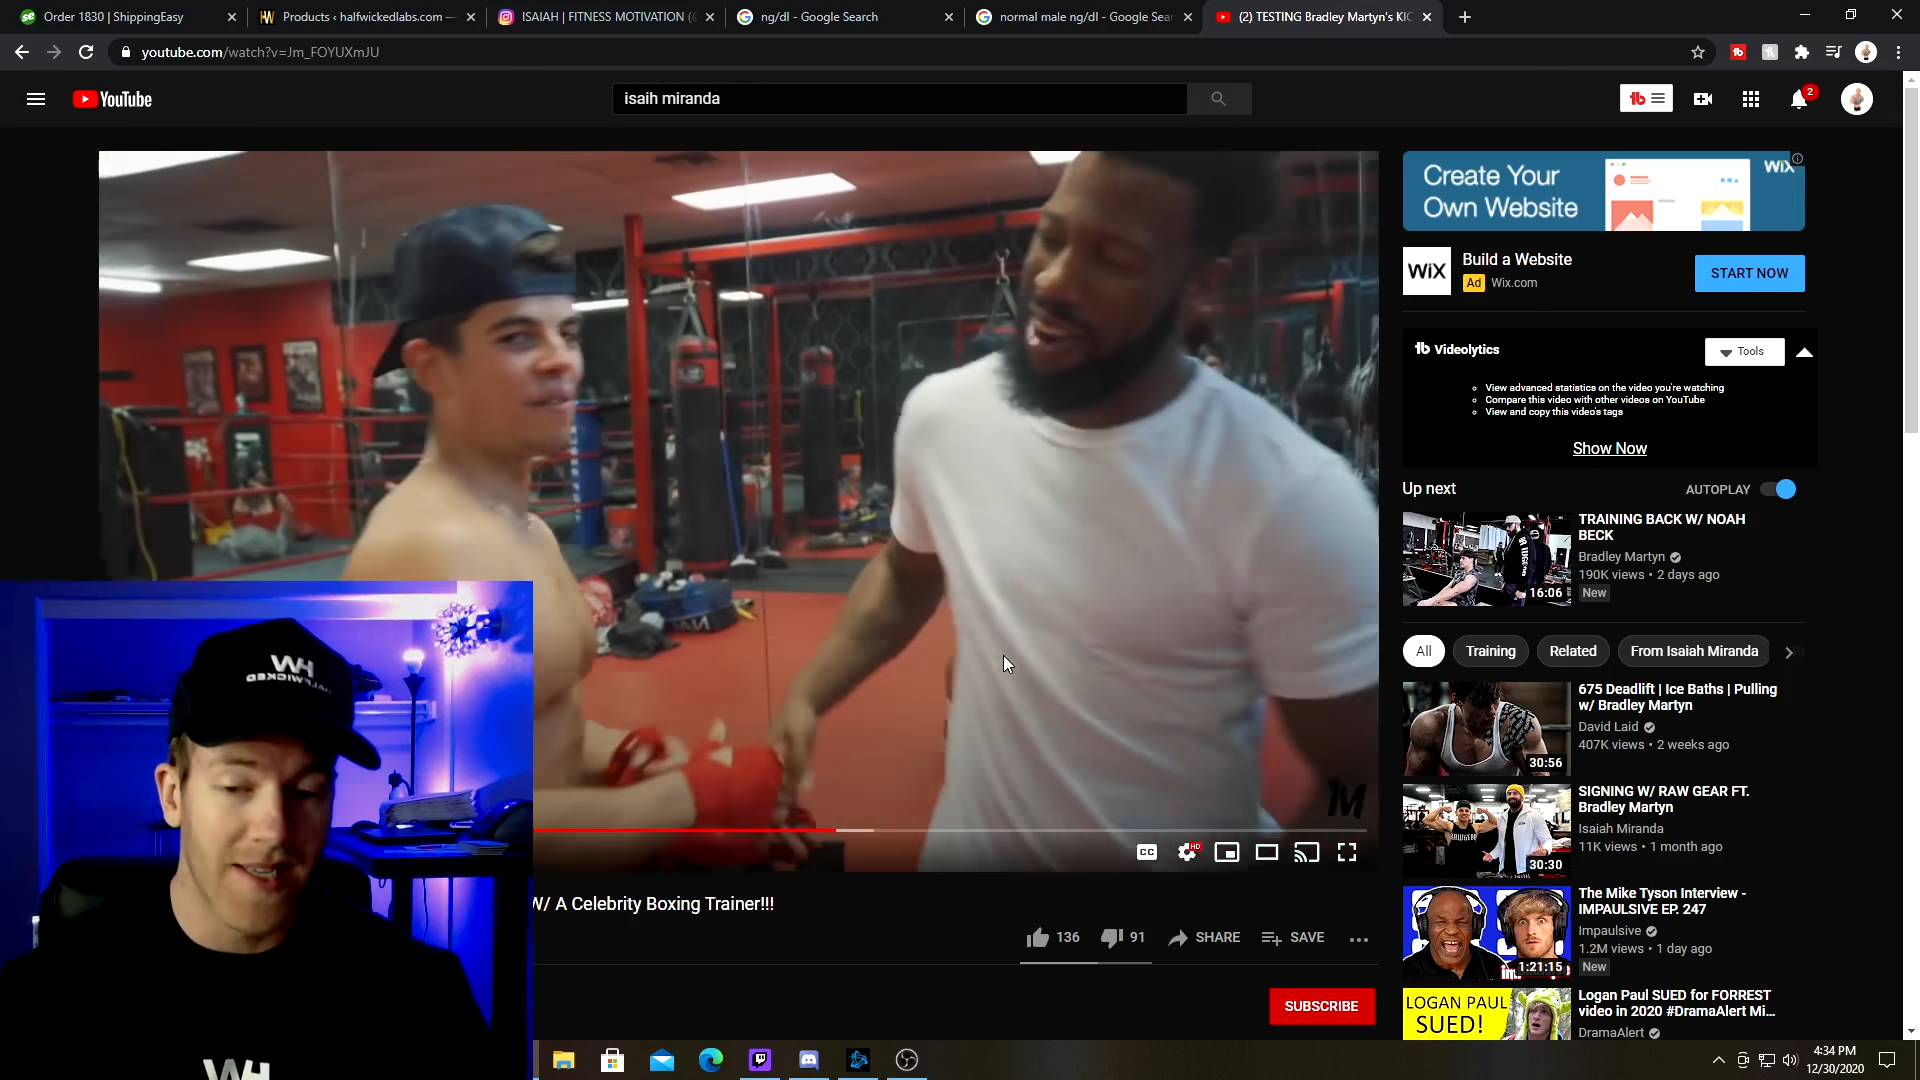 Order 1830 | ShippingEasy
Products ‹ halfwickedlabs.com —
ISAIAH | FITNESS MOTIVATION (
ng/dl - Google Search
normal male ng/dl - Google Sear
(2) TESTING Bradley Martyn's KIC
youtube.com/watch?v=Jm_FOYUXmJU
YouTube
isaih miranda
2
Create Your
Own Website
WiX
WiX
Build a Website
Ad Wix.com
START NOW
Videolytics
Tools
View advanced statistics on the video you're watching
Compare this video with other videos on YouTube
View and copy this video's tags
Show Now
Up next
AUTOPLAY
TRAINING BACK W/ NOAH
BECK
Bradley Martyn
190K views • 2 days ago
New
16:06
All
Training
Related
From Isaiah Miranda
675 Deadlift | Ice Baths | Pulling
w/ Bradley Martyn
David Laid
407K views • 2 weeks ago
30:56
SIGNING W/ RAW GEAR FT.
Bradley Martyn
Isaiah Miranda
11K views • 1 month ago
30:30
The Mike Tyson Interview -
IMPAULSIVE EP. 247
Impaulsive
1.2M views • 1 day ago
New
1:21:15
Logan Paul SUED for FORREST
video in 2020 #DramaAlert Mi...
DramaAlert
LOGAN PAUL
SUED!
CC
HD
W/ A Celebrity Boxing Trainer!!!
136
91
SHARE
SAVE
SUBSCRIBE
4:34 PM
12/30/2020